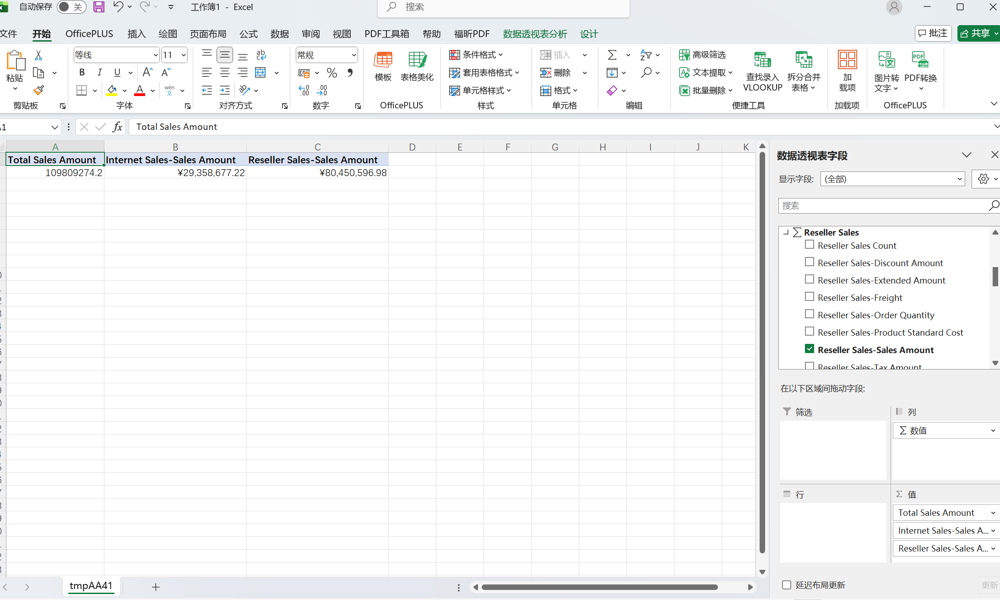 自动保存 关 工作簿1 - Excel 搜索
文件 开始 OfficePLUS 插入 绘图 页面布局 公式 数据 审阅 视图 PDF工具箱 帮助 福昕PDF 数据透视表分析 设计 批注 共享
粘贴
剪贴板
等线 11
B I U A A
wén
文
字体
ab
对齐方式
常规
% ,
.00
数字
模板 表格美化
OfficePLUS
条件格式
套用表格格式
单元格样式
样式
插入
删除
格式
单元格
编辑
高级筛选
文本提取
批量删除
查找录入
VLOOKUP
拆分合并
表格
便捷工具
加
载项
加载项
图片转
文字
PDF转换
OfficePLUS
fx Total Sales Amount
A B C D E F G H I J K
Total Sales Amount Internet Sales-Sales Amount Reseller Sales-Sales Amount
109809274.2 ¥29,358,677.22 ¥80,450,596.98
数据透视表字段
显示字段: (全部)
搜索
Σ Reseller Sales
Reseller Sales Count
Reseller Sales-Discount Amount
Reseller Sales-Extended Amount
Reseller Sales-Freight
Reseller Sales-Order Quantity
Reseller Sales-Product Standard Cost
Reseller Sales-Sales Amount
Reseller Sales-Tax Amount
在以下区域间拖动字段:
筛选
列
Σ 数值
行
Σ 值
Total Sales Amount
Internet Sales-Sales A...
Reseller Sales-Sales A...
延迟布局更新 更新
tmpAA41